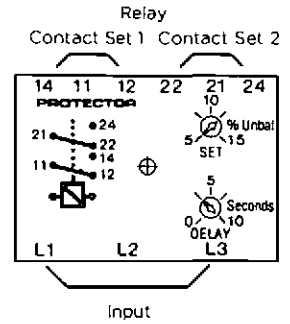 Relay
Contact Set 1 Contact Set 2
14 11 12 22 21 24
PROTECTOR
10
5 % Unbal 15
SET
24
21
22
14
11
12
5
Seconds
0 10
DELAY
L1 L2 L3
Input